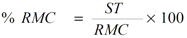 % RMC = ST/RMC × 100